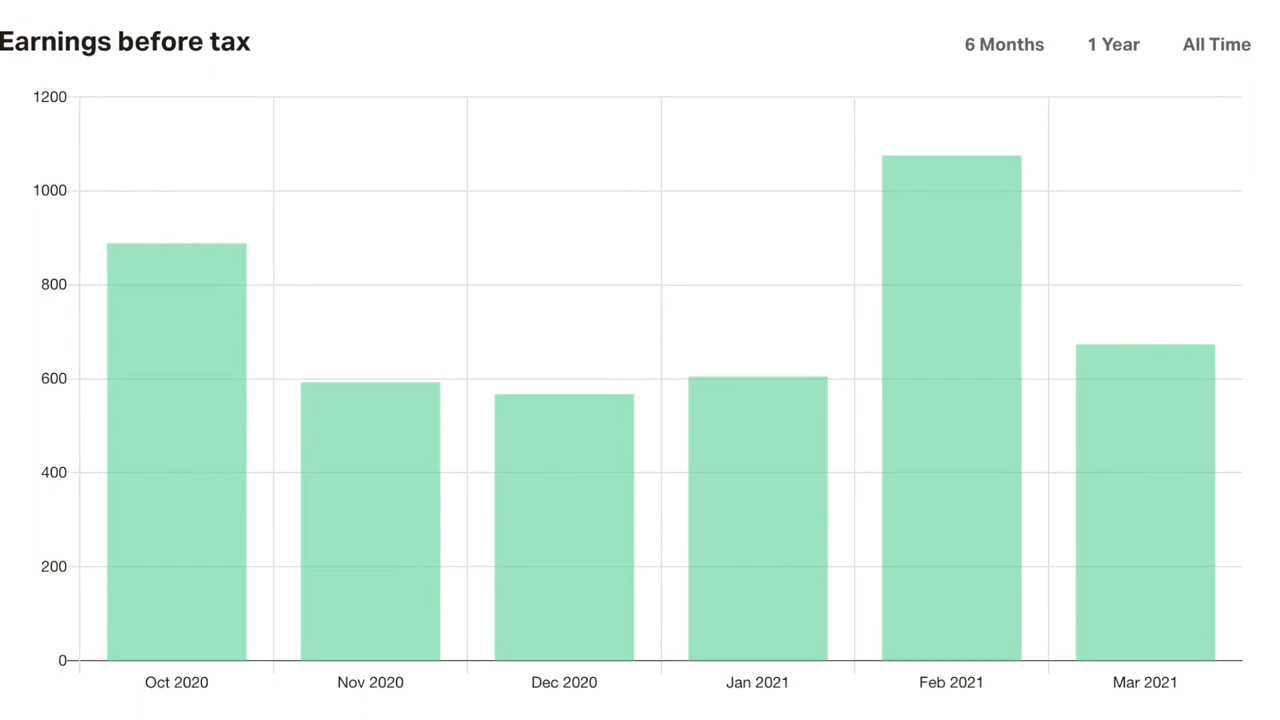 Earnings before tax
6 Months 1 Year All Time
1200
1000
800
600
400
200
0
Oct 2020 Nov 2020 Dec 2020 Jan 2021 Feb 2021 Mar 2021